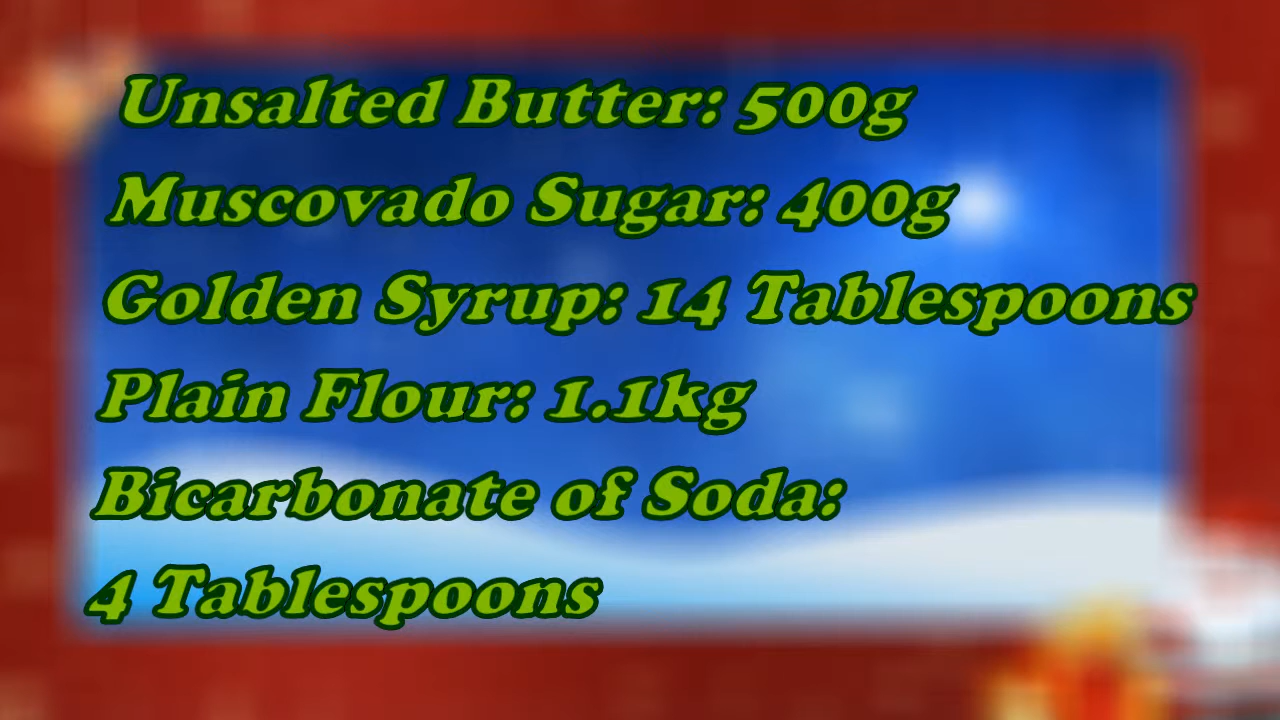 Unsalted Butter: 500g
Muscovado Sugar: 400g
Golden Syrup: 14 Tablespoons
Plain Flour: 1.1kg
Bicarbonate of Soda:
4 Tablespoons